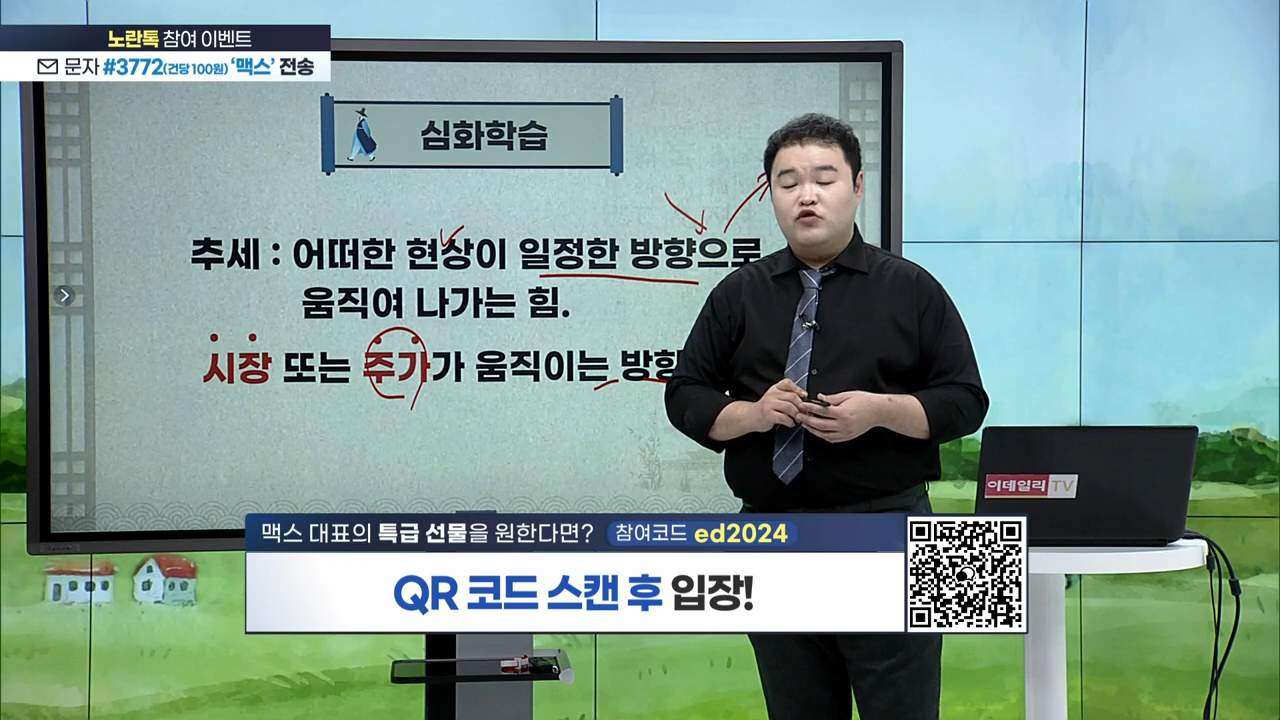 노란톡 참여 이벤트
문자 #3772(건당 100원) '맥스' 전송
심화학습
추세 : 어떠한 현상이 일정한 방향으로
움직여 나가는 힘.
시장 또는 주가가 움직이는 방향
이데일리 TV
맥스 대표의 특급 선물을 원한다면? 참여코드 ed2024
QR 코드 스캔 후 입장!